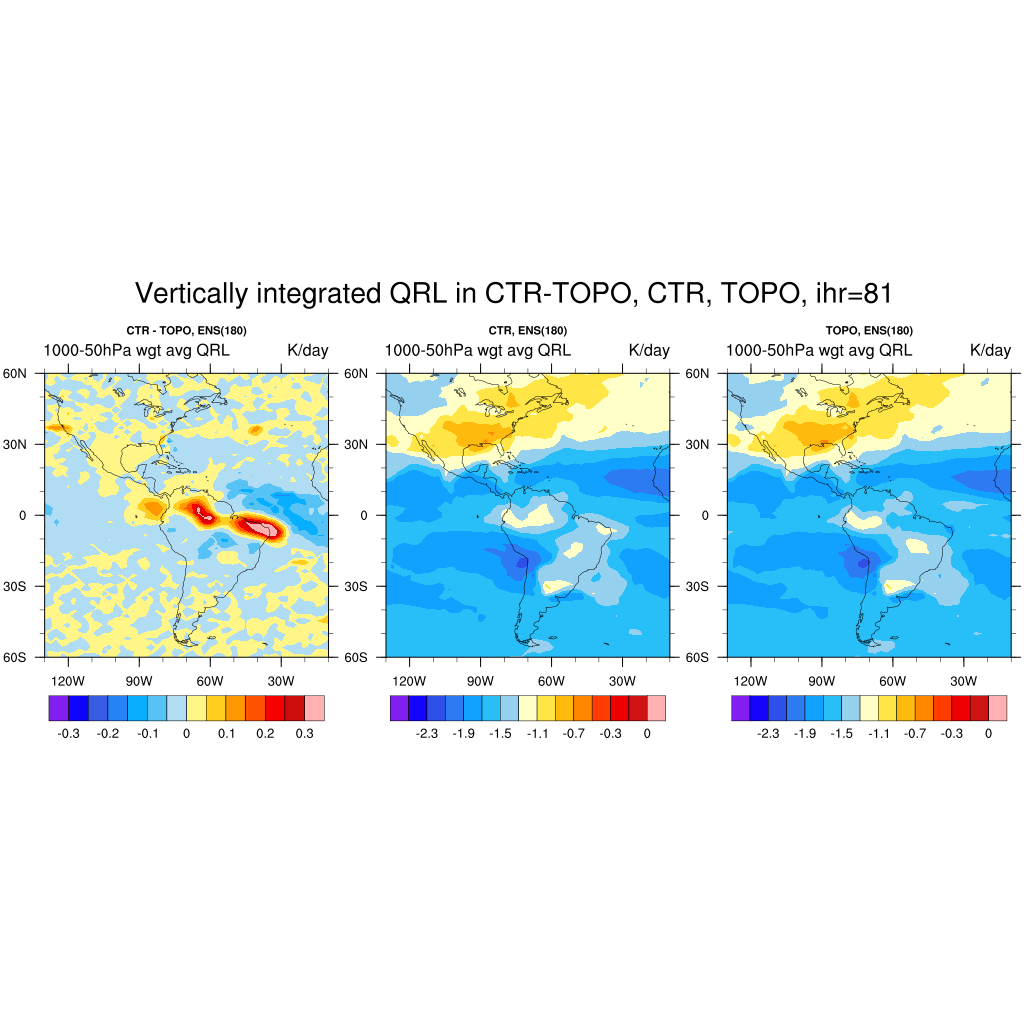 Vertically integrated QRL in CTR-TOPO, CTR, TOPO, ihr=81
CTR - TOPO, ENS(180)
1000-50hPa wgt avg QRL K/day
60N
30N
0
30S
60S
120W 90W 60W 30W
-0.3 -0.2 -0.1 0 0.1 0.2 0.3
CTR, ENS(180)
1000-50hPa wgt avg QRL K/day
60N
30N
0
30S
60S
120W 90W 60W 30W
-2.3 -1.9 -1.5 -1.1 -0.7 -0.3 0
TOPO, ENS(180)
1000-50hPa wgt avg QRL K/day
60N
30N
0
30S
60S
120W 90W 60W 30W
-2.3 -1.9 -1.5 -1.1 -0.7 -0.3 0